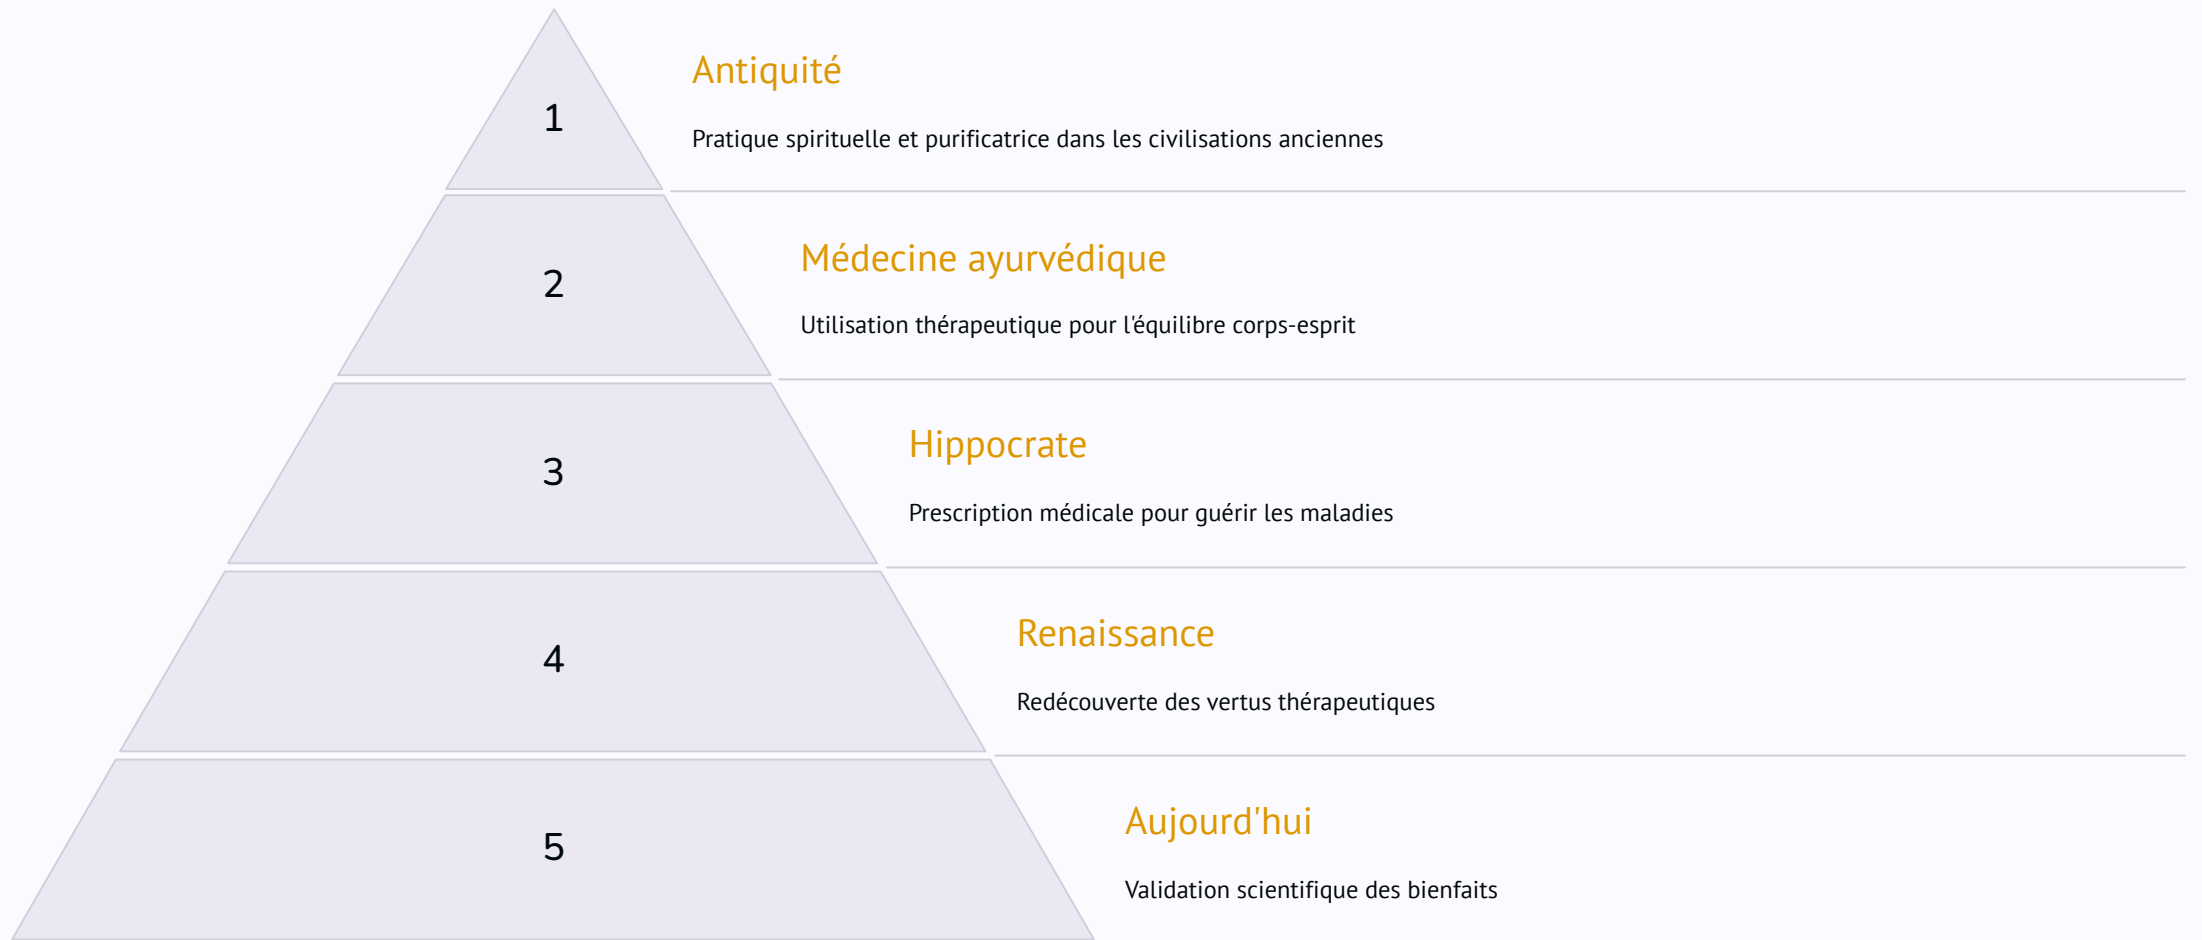 1
Antiquité
Pratique spirituelle et purificatrice dans les civilisations anciennes
2
Médecine ayurvédique
Utilisation thérapeutique pour l'équilibre corps-esprit
3
Hippocrate
Prescription médicale pour guérir les maladies
4
Renaissance
Redécouverte des vertus thérapeutiques
5
Aujourd'hui
Validation scientifique des bienfaits